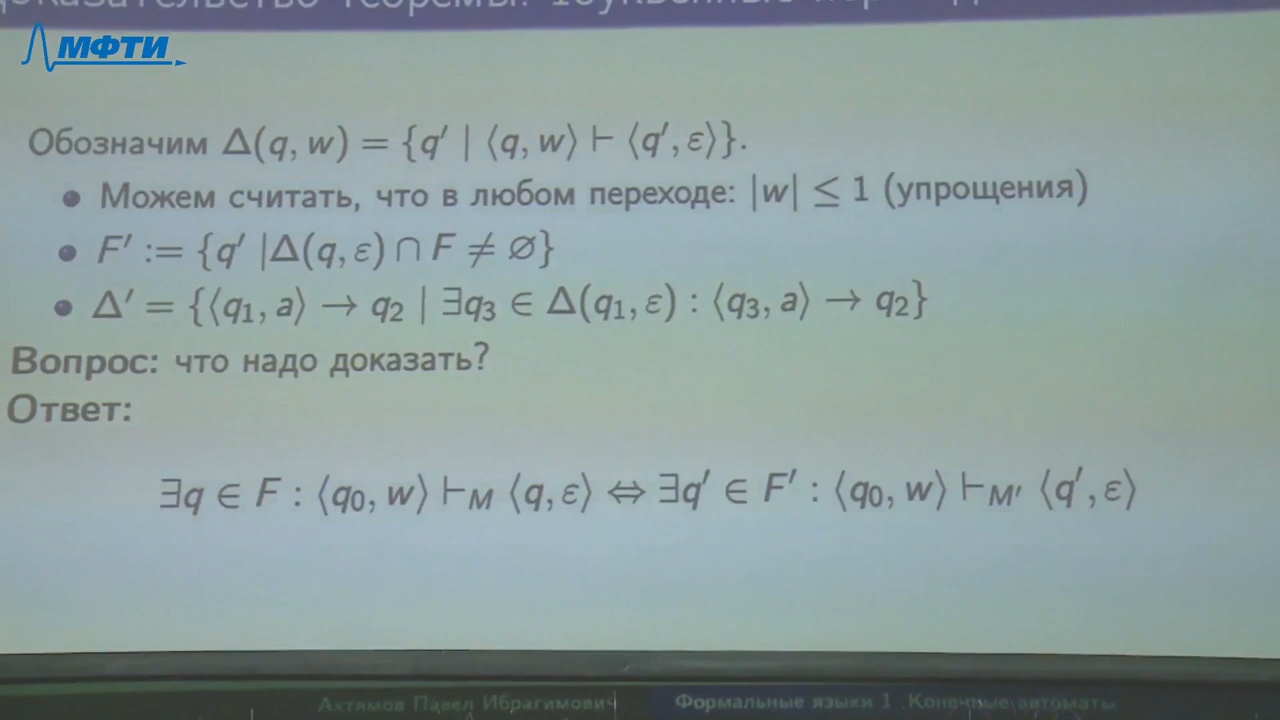 МФТИ
Обозначим Δ(q, w) = {q′ | ⟨q, w⟩ ⊢ ⟨q′, ε⟩}.
• Можем считать, что в любом переходе: |w| ≤ 1 (упрощения)
• F′ := {q′ |Δ(q, ε) ∩ F ≠ ∅}
• Δ′ = {⟨q₁, a⟩ → q₂ | ∃q₃ ∈ Δ(q₁, ε) : ⟨q₃, a⟩ → q₂}
Вопрос: что надо доказать?
Ответ:
∃q ∈ F : ⟨q₀, w⟩ ⊢_M ⟨q, ε⟩ ⇔ ∃q′ ∈ F′ : ⟨q₀, w⟩ ⊢_M′ ⟨q′, ε⟩
Ахтямов Павел Ибрагимович Формальные языки 1. Конечные автоматы